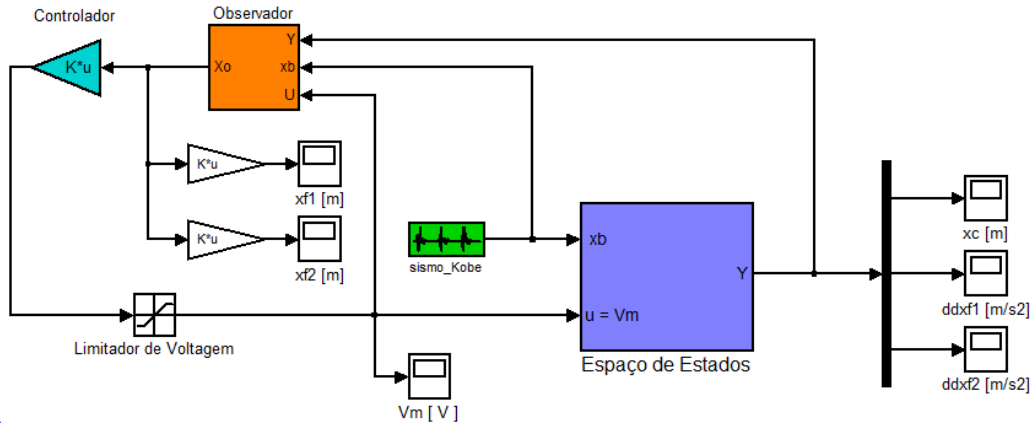 Controlador
Observador
K*u
Xo
Y
xb
U
K*u
xf1 [m]
K*u
xf2 [m]
sismo_Kobe
xb
Y
u = Vm
Espaço de Estados
Limitador de Voltagem
Vm [ V ]
xc [m]
ddxf1 [m/s2]
ddxf2 [m/s2]